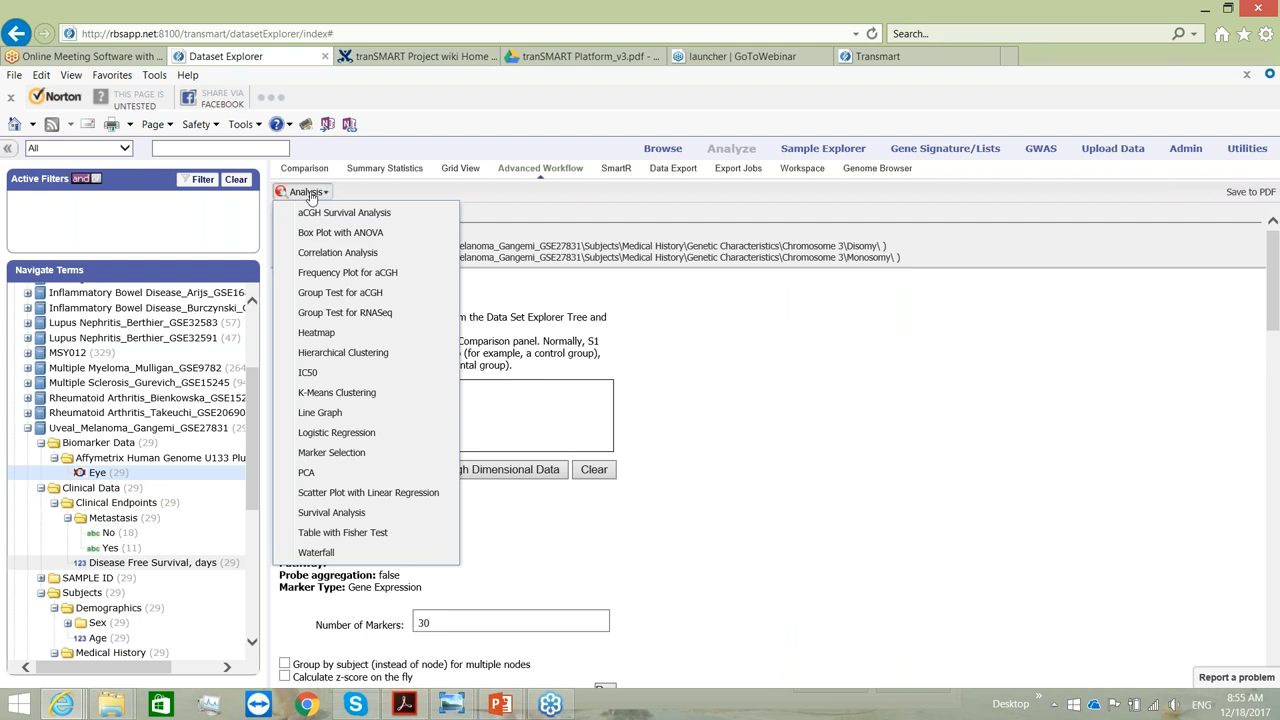 http://rbsapp.net:8100/transmart/datasetExplorer/index#
Search...
Online Meeting Software with ...
Dataset Explorer
tranSMART Project wiki Home ...
tranSMART Platform_v3.pdf - ...
launcher | GoToWebinar
Transmart
File Edit View Favorites Tools Help
x
Norton
THIS PAGE IS
UNTESTED
SHARE VIA
FACEBOOK
Page Safety Tools
All
Browse Analyze Sample Explorer Gene Signature/Lists GWAS Upload Data Admin Utilities
Active Filters and
Filter Clear
Comparison Summary Statistics Grid View Advanced Workflow SmartR Data Export Export Jobs Workspace Genome Browser
Analysis
Save to PDF
aCGH Survival Analysis
Box Plot with ANOVA
Correlation Analysis
Frequency Plot for aCGH
Group Test for aCGH
Group Test for RNASeq
Heatmap
Hierarchical Clustering
IC50
K-Means Clustering
Line Graph
Logistic Regression
Marker Selection
PCA
Scatter Plot with Linear Regression
Survival Analysis
Table with Fisher Test
Waterfall
elanoma_Gangemi_GSE27831\Subjects\Medical History\Genetic Characteristics\Chromosome 3\Disomy\ )
elanoma_Gangemi_GSE27831\Subjects\Medical History\Genetic Characteristics\Chromosome 3\Monosomy\ )
m the Data Set Explorer Tree and
Comparison panel. Normally, S1
(for example, a control group),
ntal group).
gh Dimensional Data Clear
Probe aggregation: false
Marker Type: Gene Expression
Number of Markers: 30
Group by subject (instead of node) for multiple nodes
Calculate z-score on the fly
Navigate Terms
Inflammatory Bowel Disease_Arijs_GSE16
Inflammatory Bowel Disease_Burczynski_G
Lupus Nephritis_Berthier_GSE32583 (57)
Lupus Nephritis_Berthier_GSE32591 (47)
MSY012 (329)
Multiple Myeloma_Mulligan_GSE9782 (264
Multiple Sclerosis_Gurevich_GSE15245 (94
Rheumatoid Arthritis_Bienkowska_GSE158
Rheumatoid Arthritis_Takeuchi_GSE20690
Uveal_Melanoma_Gangemi_GSE27831 (29
Biomarker Data (29)
Affymetrix Human Genome U133 Plu
Eye (29)
Clinical Data (29)
Clinical Endpoints (29)
Metastasis (29)
abc No (18)
abc Yes (11)
123 Disease Free Survival, days (29)
SAMPLE ID (29)
Subjects (29)
Demographics (29)
Sex (29)
123 Age (29)
Medical History (29)
Report a problem
Desktop
8:55 AM
12/18/2017